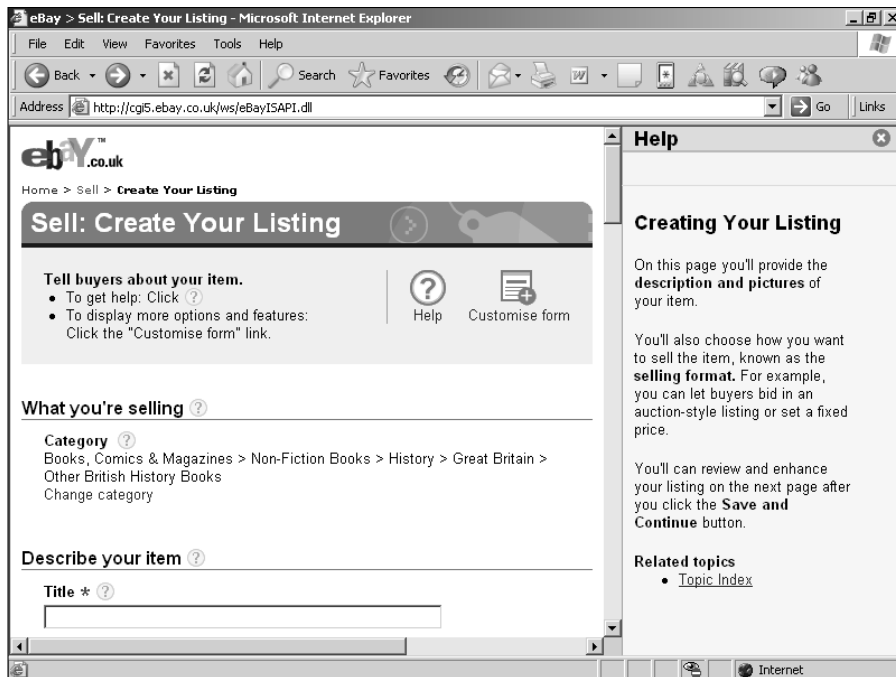 eBay > Sell: Create Your Listing - Microsoft Internet Explorer
File Edit View Favorites Tools Help
Back Search Favorites
Address http://cgi5.ebay.co.uk/ws/eBayISAPI.dll Go Links
ebaY™.co.uk
Home > Sell > Create Your Listing
Sell: Create Your Listing
Tell buyers about your item.
• To get help: Click ?
• To display more options and features:
Click the "Customise form" link.
? Help
Customise form
What you're selling ?
Category ?
Books, Comics & Magazines > Non-Fiction Books > History > Great Britain >
Other British History Books
Change category
Describe your item ?
Title * ?
Help
Creating Your Listing
On this page you'll provide the
description and pictures of
your item.
You'll also choose how you want
to sell the item, known as the
selling format. For example,
you can let buyers bid in an
auction-style listing or set a fixed
price.
You'll can review and enhance
your listing on the next page after
you click the Save and
Continue button.
Related topics
• Topic Index
Internet